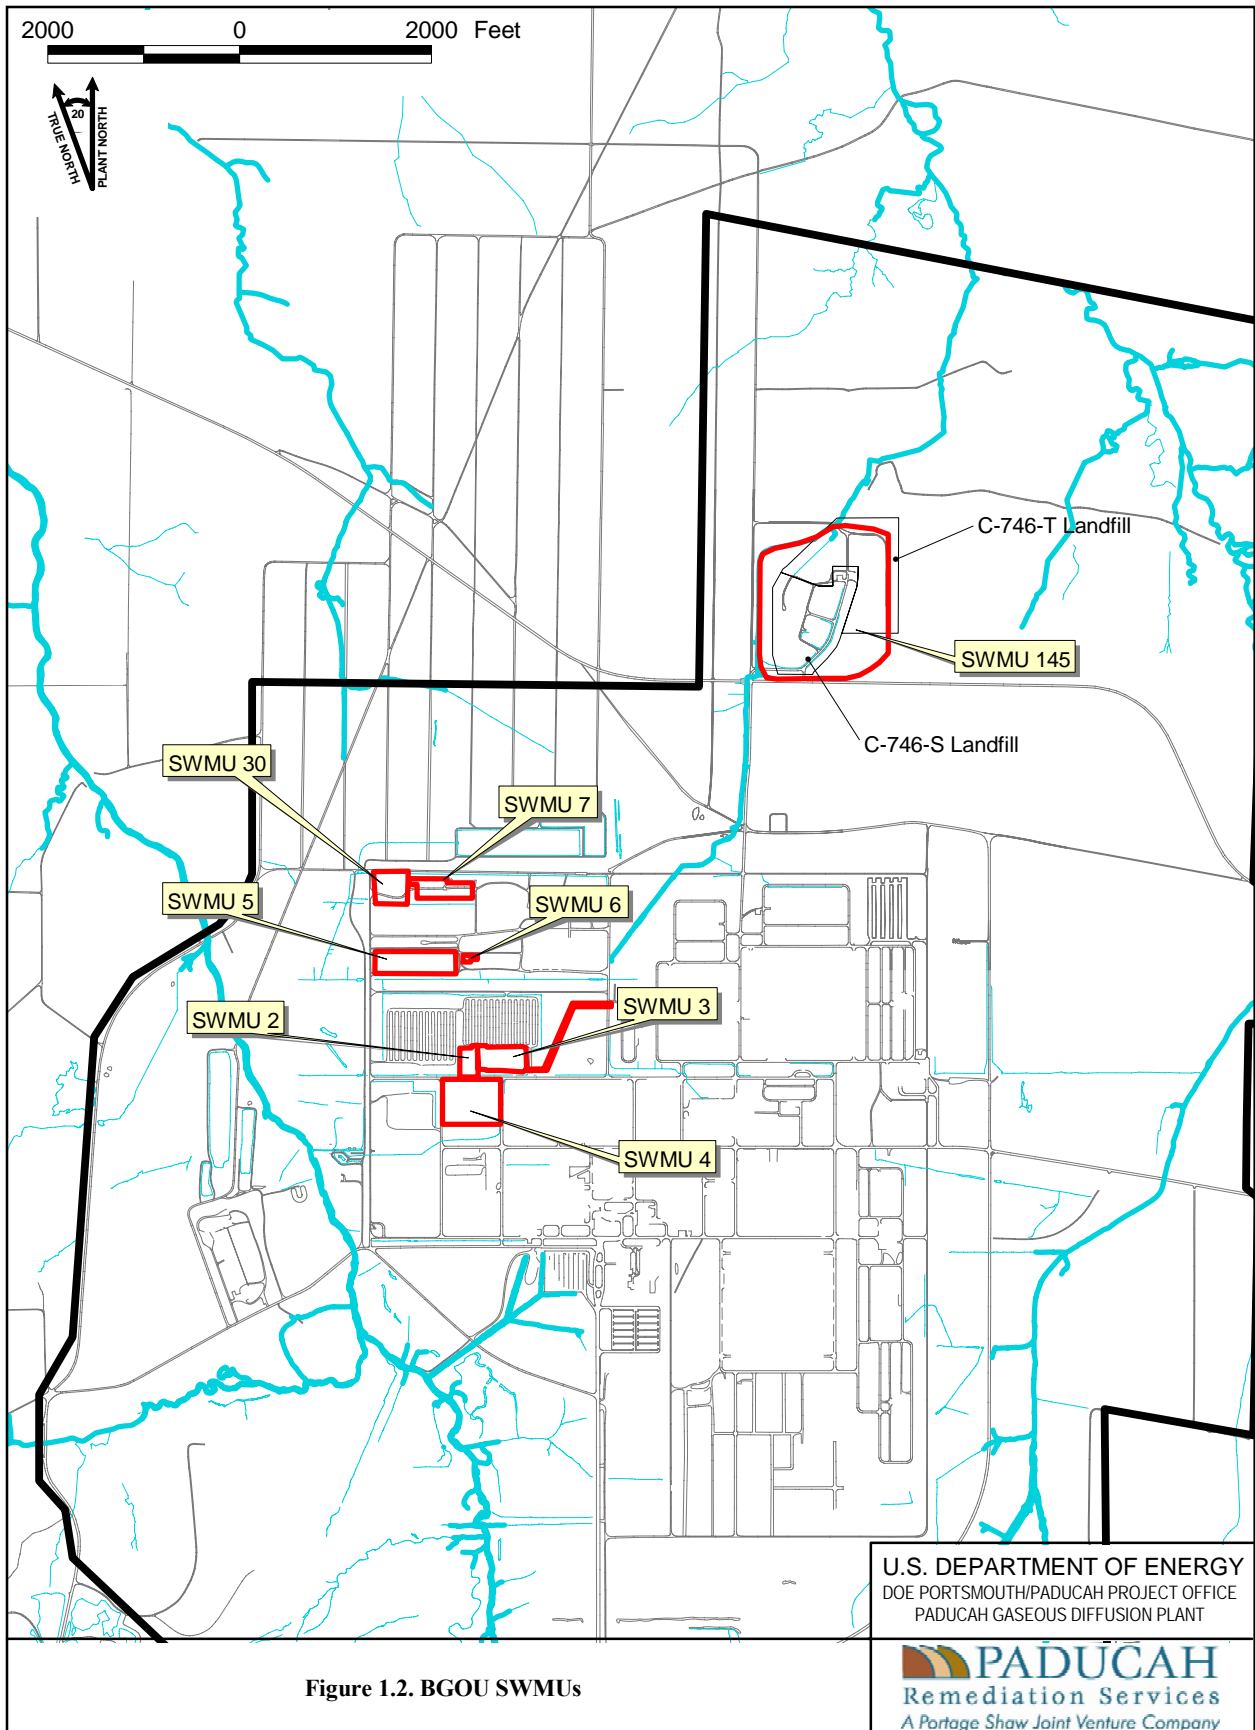 2000 0 2000 Feet
20
TRUE NORTH
PLANT NORTH
C-746-T Landfill
SWMU 145
C-746-S Landfill
SWMU 30
SWMU 7
SWMU 5
SWMU 6
SWMU 2
SWMU 3
SWMU 4
U.S. DEPARTMENT OF ENERGY
DOE PORTSMOUTH/PADUCAH PROJECT OFFICE
PADUCAH GASEOUS DIFFUSION PLANT
Figure 1.2. BGOU SWMUs
PADUCAH
Remediation Services
A Portage Shaw Joint Venture Company